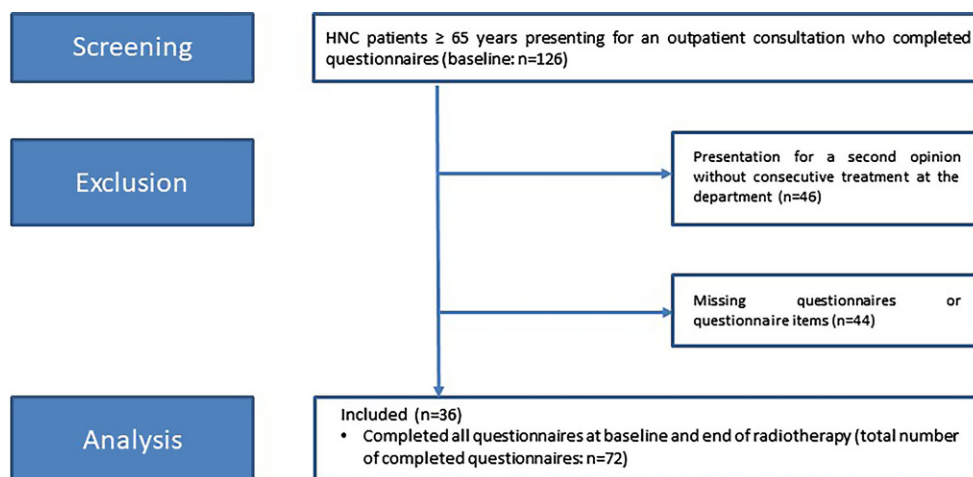 Screening
HNC patients ≥ 65 years presenting for an outpatient consultation who completed
questionnaires (baseline: n=126)
Exclusion
Presentation for a second opinion
without consecutive treatment at the
department (n=46)
Missing questionnaires or
questionnaire items (n=44)
Analysis
Included (n=36)
• Completed all questionnaires at baseline and end of radiotherapy (total number
of completed questionnaires: n=72)